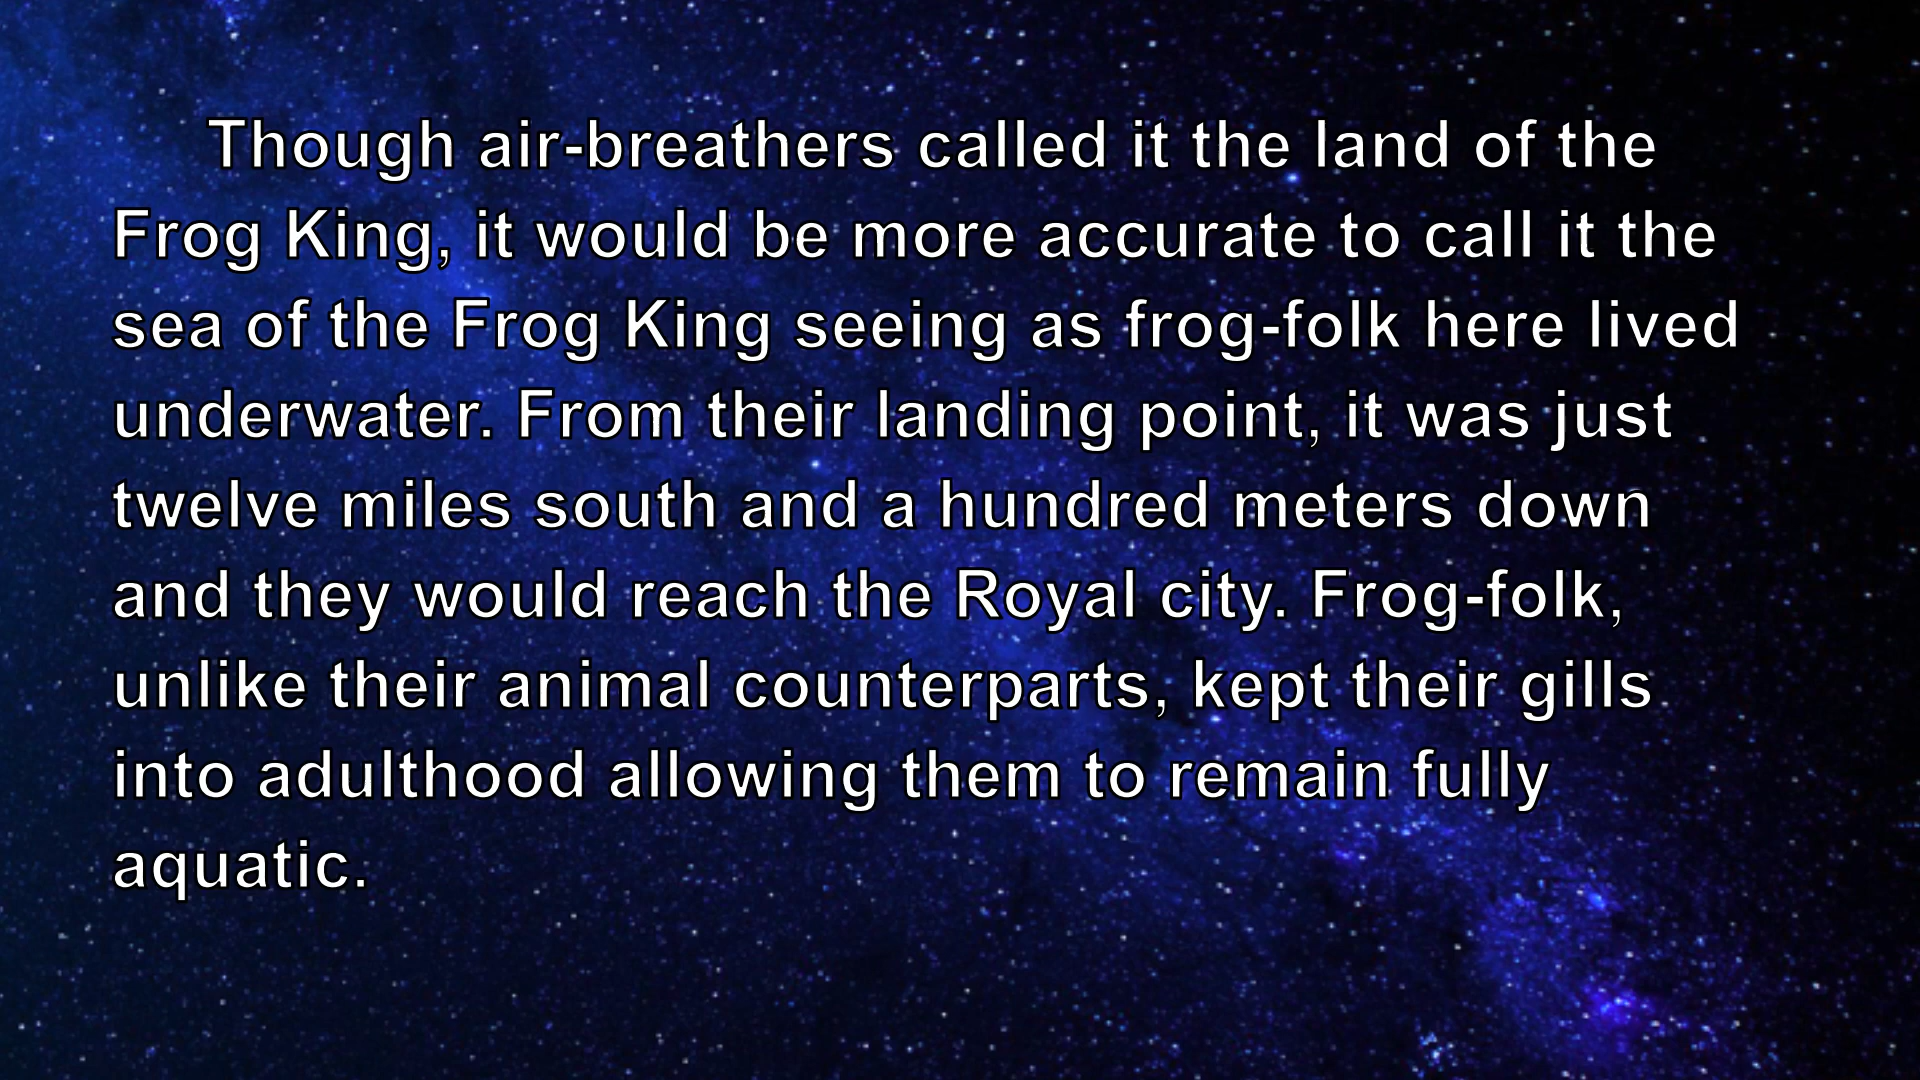 Though air-breathers called it the land of the
Frog King, it would be more accurate to call it the
sea of the Frog King seeing as frog-folk here lived
underwater. From their landing point, it was just
twelve miles south and a hundred meters down
and they would reach the Royal city. Frog-folk,
unlike their animal counterparts, kept their gills
into adulthood allowing them to remain fully
aquatic.